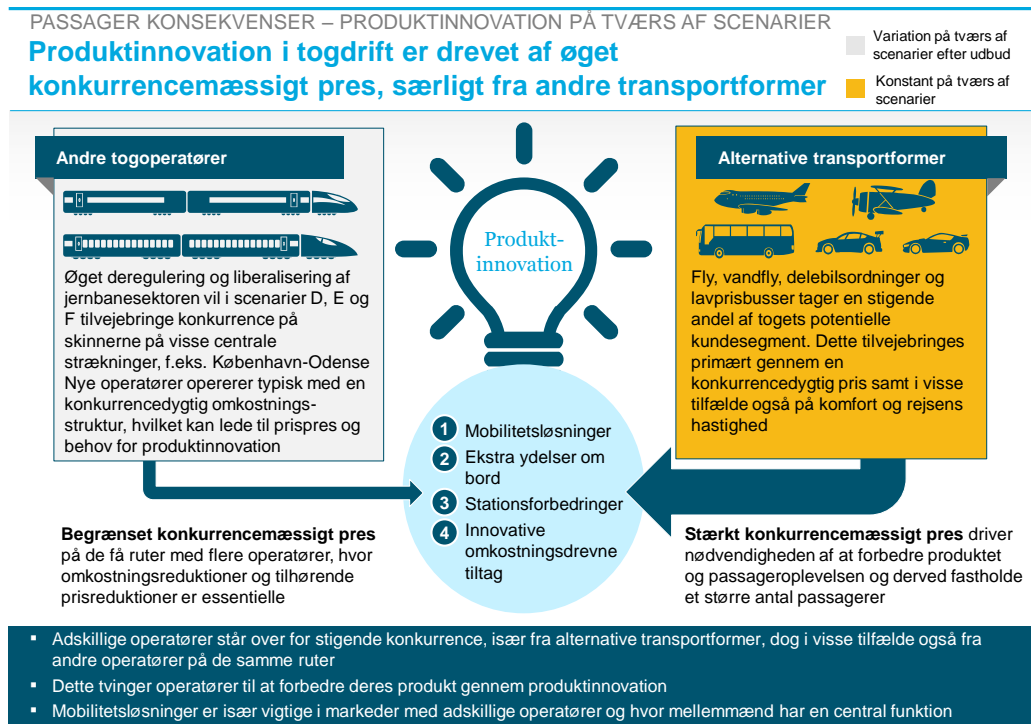 PASSAGER KONSEKVENSER – PRODUKTINNOVATION PÅ TVÆRS AF SCENARIER
Produktinnovation i togdrift er drevet af øget
konkurrencemæssigt pres, særligt fra andre transportformer
Variation på tværs af
scenarier efter udbud
Konstant på tværs af
scenarier
Andre togoperatører
Øget deregulering og liberalisering af
jernbanesektoren vil i scenarier D, E og
F tilvejebringe konkurrence på
skinnerne på visse centrale
strækninger, f.eks. København-Odense
Nye operatører opererer typisk med en
konkurrencedygtig omkostnings-
struktur, hvilket kan lede til prispres og
behov for produktinnovation
Produkt-
innovation
Alternative transportformer
Fly, vandfly, delebilsordninger og
lavprisbusser tager en stigende
andel af togets potentielle
kundesegment. Dette tilvejebringes
primært gennem en
konkurrencedygtig pris samt i visse
tilfælde også på komfort og rejsens
hastighed
1 Mobilitetsløsninger
2 Ekstra ydelser om
bord
3 Stationsforbedringer
4 Innovative
omkostningsdrevne
tiltag
Begrænset konkurrencemæssigt pres
på de få ruter med flere operatører, hvor
omkostningsreduktioner og tilhørende
prisreduktioner er essentielle
Stærkt konkurrencemæssigt pres driver
nødvendigheden af at forbedre produktet
og passageroplevelsen og derved fastholde
et større antal passagerer
▪ Adskillige operatører står over for stigende konkurrence, især fra alternative transportformer, dog i visse tilfælde også fra
andre operatører på de samme ruter
▪ Dette tvinger operatører til at forbedre deres produkt gennem produktinnovation
▪ Mobilitetsløsninger er især vigtige i markeder med adskillige operatører og hvor mellemmænd har en central funktion